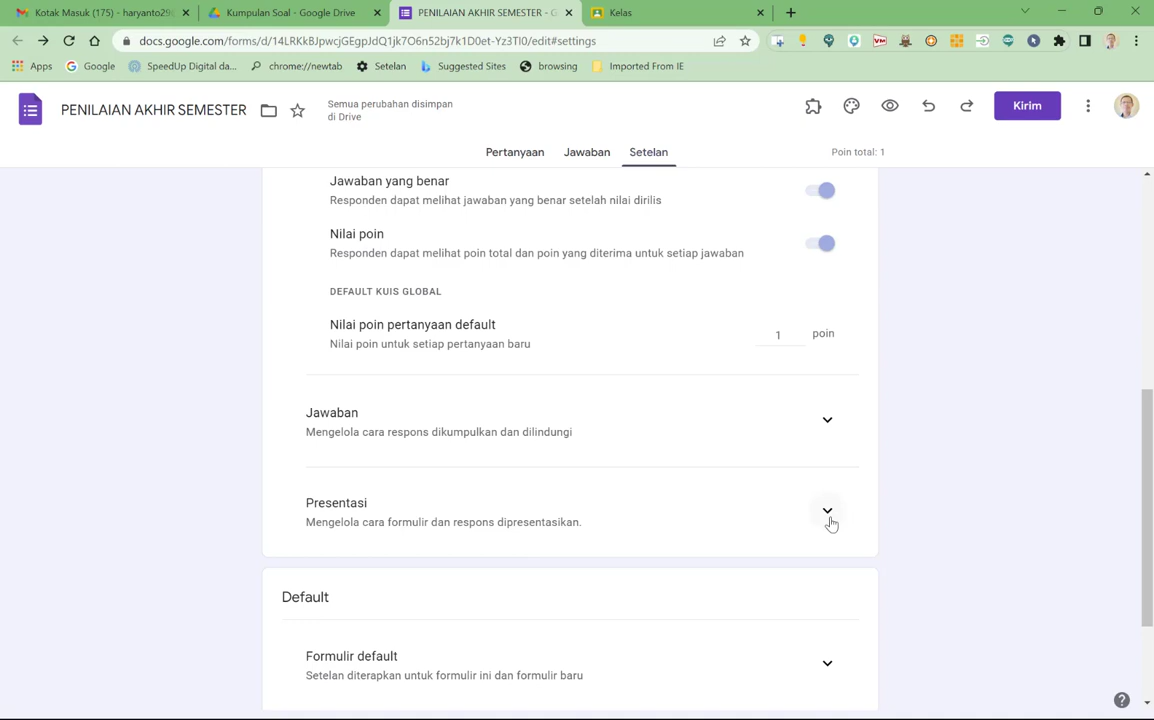 Kotak Masuk (175) - haryanto29
Kumpulan Soal - Google Drive
PENILAIAN AKHIR SEMESTER - G
Kelas
docs.google.com/forms/d/14LRKkBJpwcjGEgpJdQ1jk7O6n52bj7k1D0et-Yz3TI0/edit#settings
Apps
Google
SpeedUp Digital da...
chrome://newtab
Setelan
Suggested Sites
browsing
Imported From IE
PENILAIAN AKHIR SEMESTER
Semua perubahan disimpan
di Drive
Kirim
Pertanyaan
Jawaban
Setelan
Poin total: 1
Jawaban yang benar
Responden dapat melihat jawaban yang benar setelah nilai dirilis
Nilai poin
Responden dapat melihat poin total dan poin yang diterima untuk setiap jawaban
DEFAULT KUIS GLOBAL
Nilai poin pertanyaan default
Nilai poin untuk setiap pertanyaan baru
1 poin
Jawaban
Mengelola cara respons dikumpulkan dan dilindungi
Presentasi
Mengelola cara formulir dan respons dipresentasikan.
Default
Formulir default
Setelan diterapkan untuk formulir ini dan formulir baru